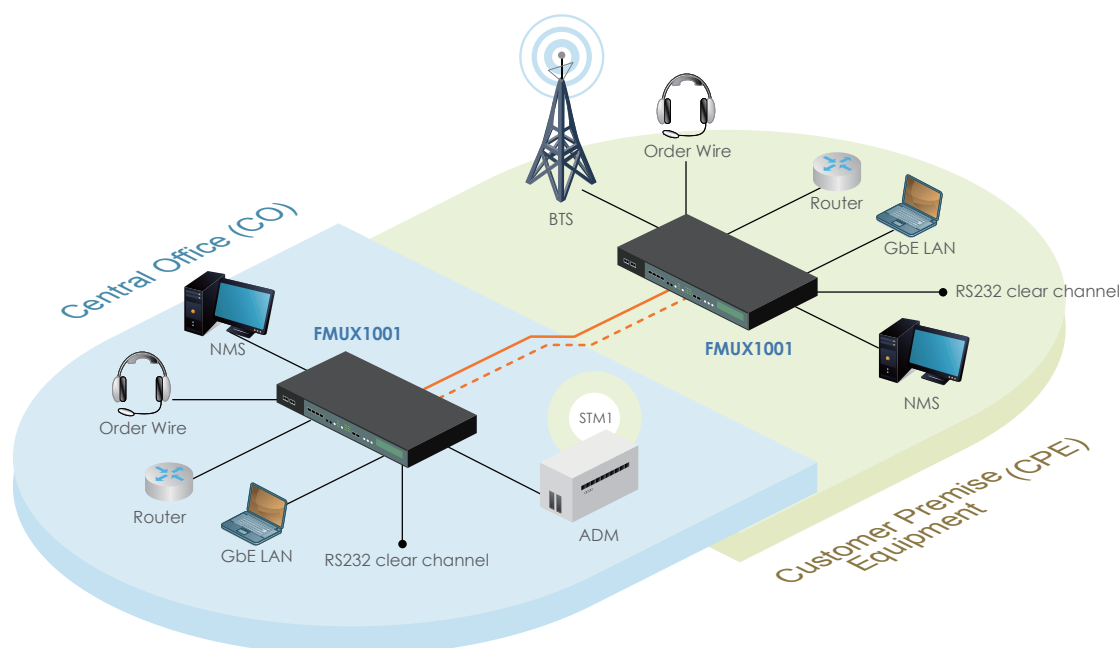 Order Wire
BTS
Router
GbE LAN
RS232 clear channel
FMUX1001
NMS
Customer Premise (CPE)
Equipment
Central Office (CO)
NMS
FMUX1001
Order Wire
Router
GbE LAN
RS232 clear channel
STM1
ADM